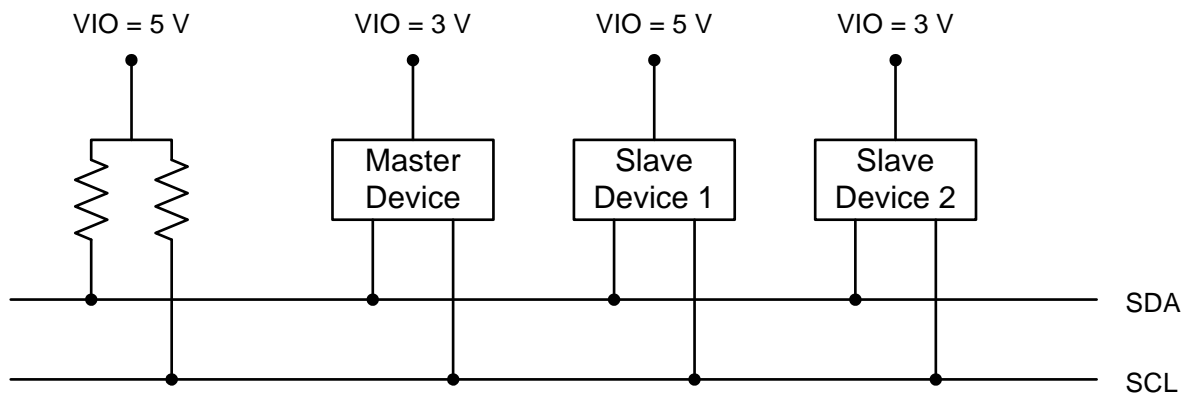 VIO = 5 V
VIO = 3 V
VIO = 5 V
VIO = 3 V
Master
Device
Slave
Device 1
Slave
Device 2
SDA
SCL